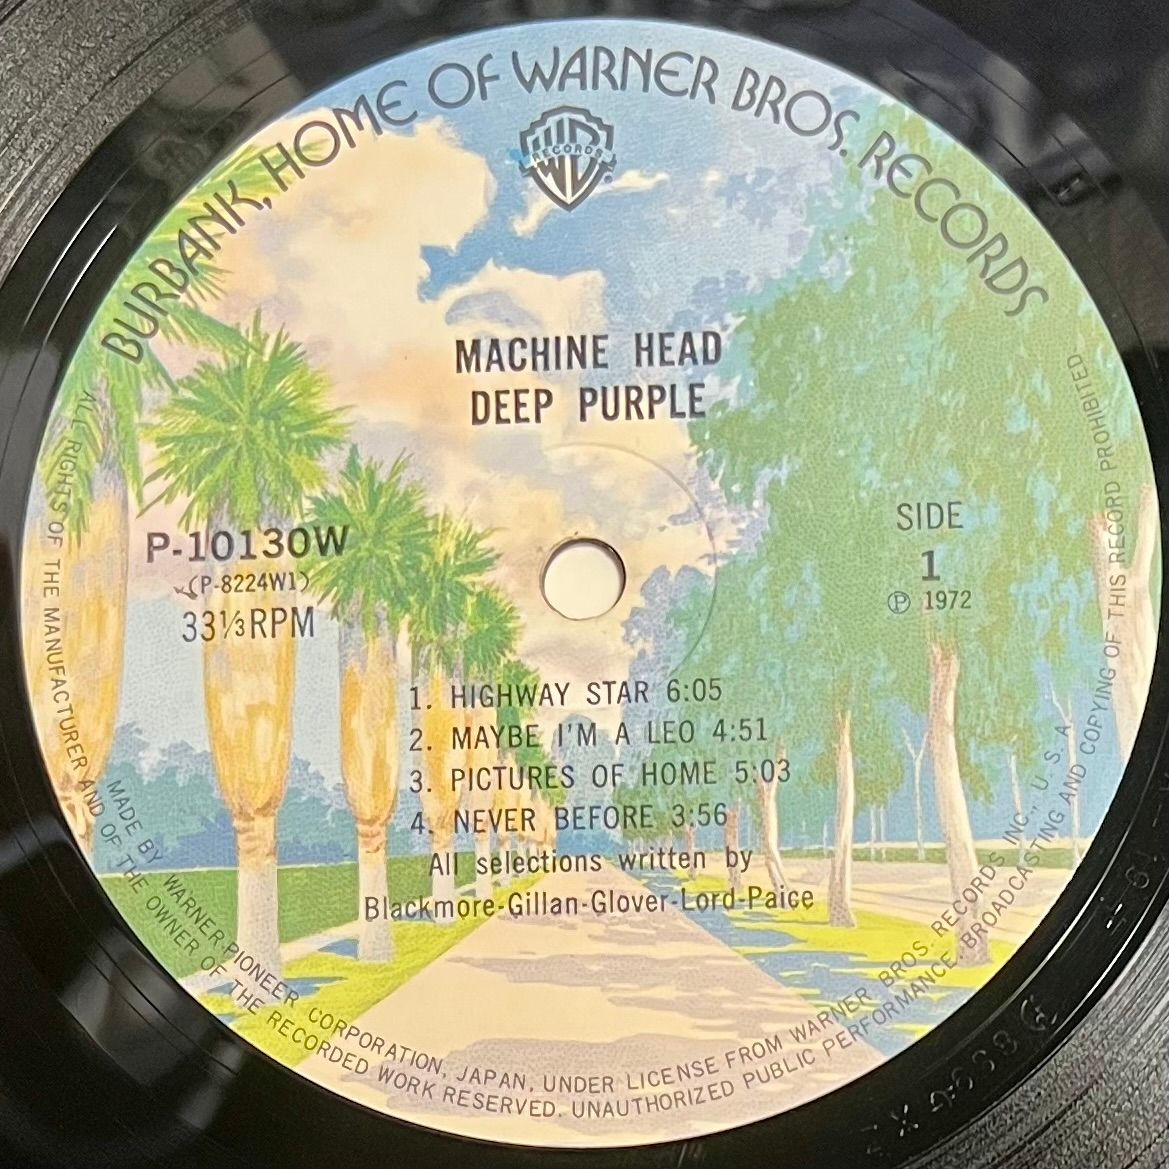 BURBANK, HOME OF WARNER BROS. RECORDS
RECORDS
MACHINE HEAD
DEEP PURPLE
P-10130W
(P-8224W1)
33⅓RPM
SIDE
1
Ⓟ 1972
1. HIGHWAY STAR 6:05
2. MAYBE I'M A LEO 4:51
3. PICTURES OF HOME 5:03
4. NEVER BEFORE 3:56
All selections written by
Blackmore-Gillan-Glover-Lord-Paice
MADE BY WARNER-PIONEER CORPORATION, JAPAN, UNDER LICENSE FROM WARNER BROS. RECORDS INC., U. S. A
ALL RIGHTS OF THE MANUFACTURER AND OF THE OWNER OF THE RECORDED WORK RESERVED. UNAUTHORIZED PUBLIC PERFORMANCE, BROADCASTING AND COPYING OF THIS RECORD PROHIBITED